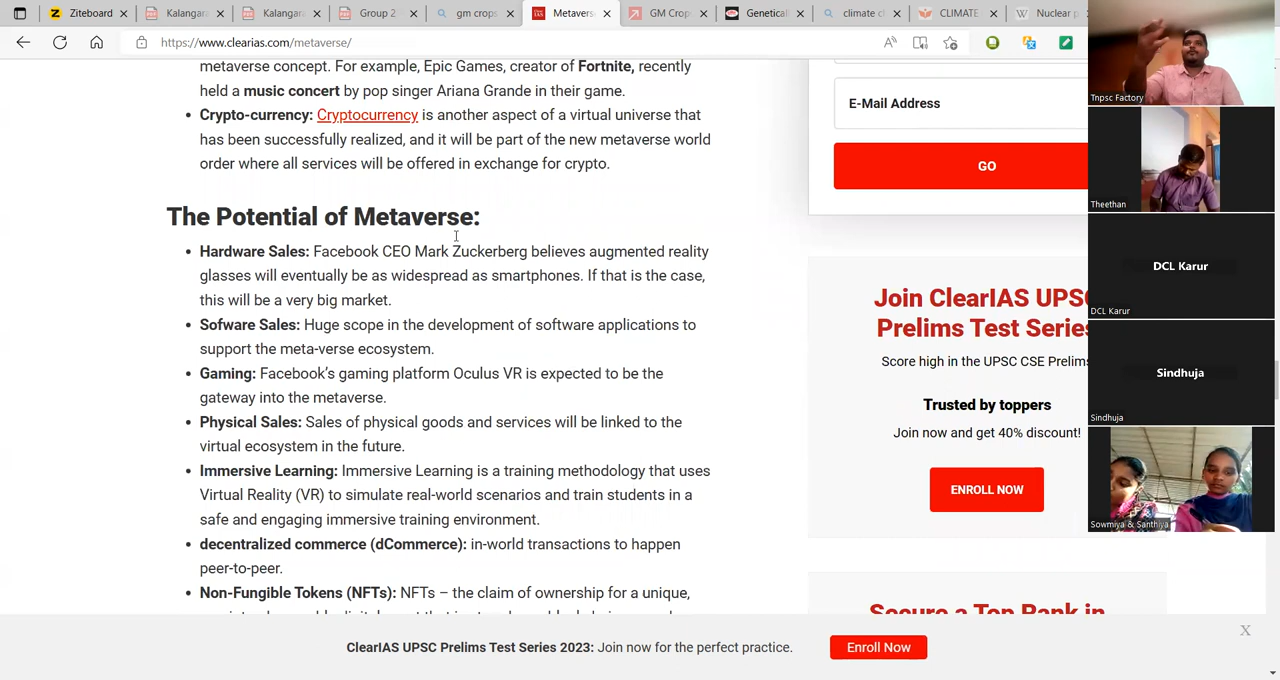 Ziteboard
Kalangara
Kalangara
Group 2
gm crops
Metavers
GM Crop
Genetical
climate cl
CLIMATE
Nuclear p
https://www.clearias.com/metaverse/
metaverse concept. For example, Epic Games, creator of Fortnite, recently
held a music concert by pop singer Ariana Grande in their game.
Crypto-currency: Cryptocurrency is another aspect of a virtual universe that
has been successfully realized, and it will be part of the new metaverse world
order where all services will be offered in exchange for crypto.
The Potential of Metaverse:
Hardware Sales: Facebook CEO Mark Zuckerberg believes augmented reality
glasses will eventually be as widespread as smartphones. If that is the case,
this will be a very big market.
Sofware Sales: Huge scope in the development of software applications to
support the meta-verse ecosystem.
Gaming: Facebook's gaming platform Oculus VR is expected to be the
gateway into the metaverse.
Physical Sales: Sales of physical goods and services will be linked to the
virtual ecosystem in the future.
Immersive Learning: Immersive Learning is a training methodology that uses
Virtual Reality (VR) to simulate real-world scenarios and train students in a
safe and engaging immersive training environment.
decentralized commerce (dCommerce): in-world transactions to happen
peer-to-peer.
Non-Fungible Tokens (NFTs): NFTs – the claim of ownership for a unique,
E-Mail Address
GO
Join ClearIAS UPSC
Prelims Test Series
Score high in the UPSC CSE Prelims
Trusted by toppers
Join now and get 40% discount!
ENROLL NOW
Secure a Top Rank in
ClearIAS UPSC Prelims Test Series 2023: Join now for the perfect practice.
Enroll Now
X
Tnpsc Factory
Theethan
DCL Karur
DCL Karur
Sindhuja
Sindhuja
Sowmiya & Santhiya